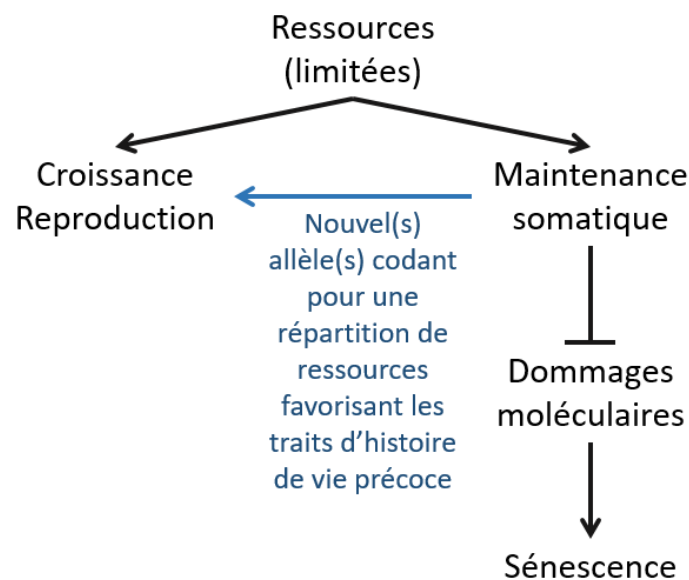 Ressources
(limitées)
Croissance
Reproduction
Maintenance
somatique
Nouvel(s)
allèle(s) codant
pour une
répartition de
ressources
favorisant les
traits d’histoire
de vie précoce
Dommages
moléculaires
Sénescence